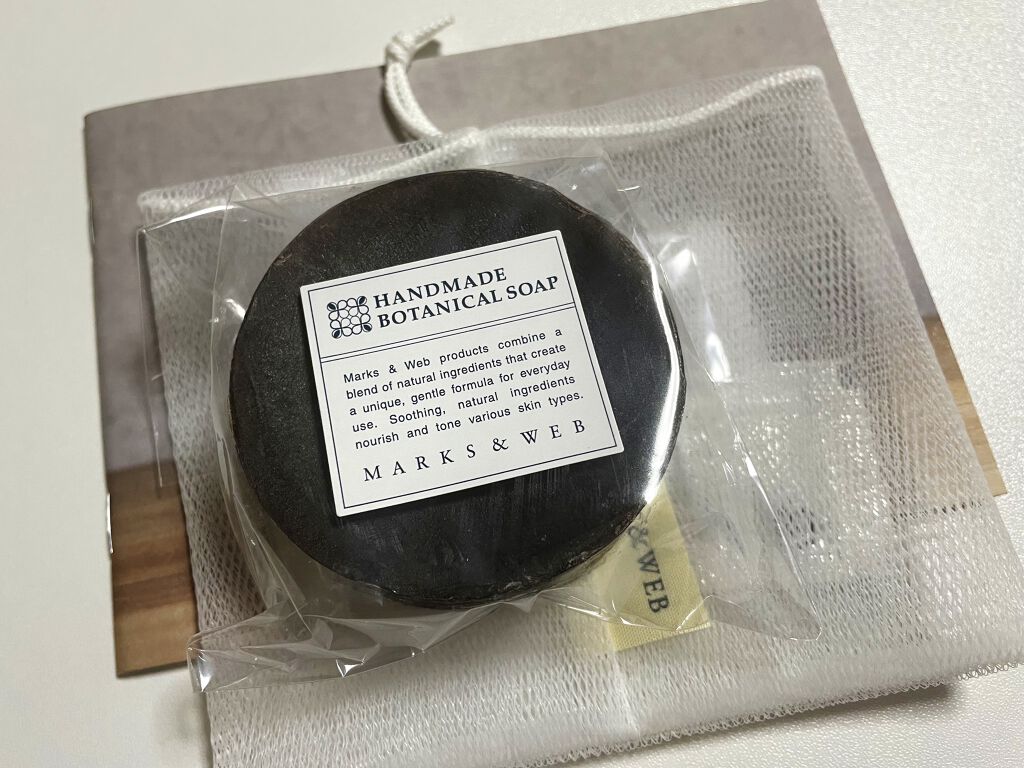 HANDMADE
BOTANICAL SOAP
Marks & Web products combine a
blend of natural ingredients that create
a unique, gentle formula for everyday
use. Soothing, natural ingredients
nourish and tone various skin types.
MARKS & WEB
&WEB